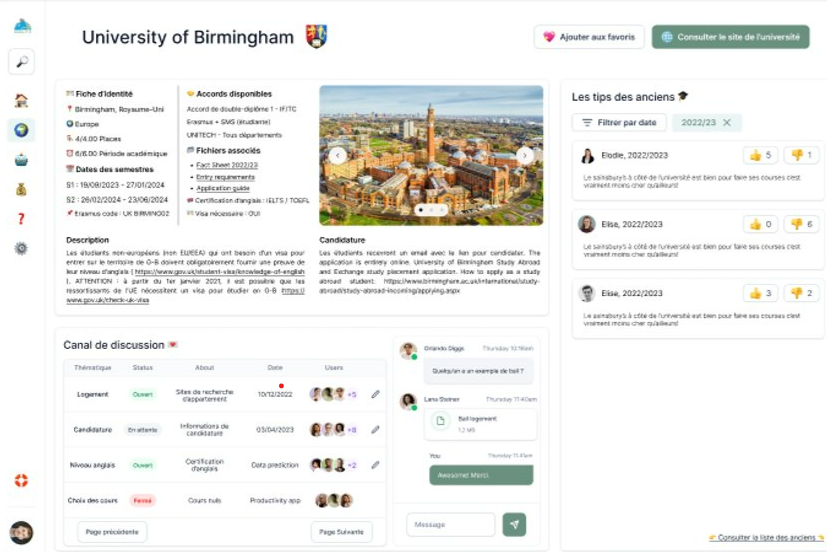 University of Birmingham
Ajouter aux favoris
Consulter le site de l'université
Fiche d'identité
Birmingham, Royaume-Uni
Europe
4/4.00 Places
6/6.00 Période académique
Dates des semestres
S1 : 19/09/2023 - 27/01/2024
S2 : 26/02/2024 - 23/06/2024
Erasmus code : UK BIRMING02
Accords disponibles
Accord de double-diplôme 1 - IF/TC
Erasmus + SMS (étudiante)
UNITECH - Tous départements
Fichiers associés
Fact Sheet 2022/23
Entry requirements
Application guide
Certification d'anglais : IELTS / TOEFL
Visa nécessaire : OUI
Description
Les étudiants non-européens (non EU/EEA) qui ont besoin d'un visa pour
entrer sur le territoire de G-B doivent obligatoirement fournir une preuve de
leur niveau d'anglais ( https://www.gov.uk/student-visa/knowledge-of-english
). ATTENTION : à partir du 1er janvier 2021, il est possible que les
ressortissants de l'UE nécessitent un visa pour étudier en G-B (https://
www.gov.uk/check-uk-visa
Candidature
Les étudiants recevront un email avec le lien pour candidater. The
application is entirely online. University of Birmingham Study Abroad
and Exchange study placement application. How to apply as a study
abroad student: https://www.birmingham.ac.uk/international/study-
abroad/study-abroad-incoming/applying.aspx
Les tips des anciens
Filtrer par date
2022/23
Elodie, 2022/2023
5
1
Le sainsbury's à côté de l'université est bien pour faire ses courses c'est
vraiment moins cher qu'ailleurs!
Elise, 2022/2023
0
6
Le sainsbury's à côté de l'université est bien pour faire ses courses c'est
vraiment moins cher qu'ailleurs!
Elise, 2022/2023
3
2
Le sainsbury's à côté de l'université est bien pour faire ses courses c'est
vraiment moins cher qu'ailleurs!
Consulter la liste des anciens
Canal de discussion
Thématique Status About Date Users
Logement Ouvert Sites de recherche d'appartement 10/12/2022 +5
Candidature En attente Informations de candidature 03/04/2023 +8
Niveau anglais Ouvert Certification d'anglais Data prediction +2
Choix des cours Fermé Cours nuls Productivity app
Page précédente
Page Suivante
Orlando Diggs Thursday 10:16am
Quelqu'un a un exemple de bail ?
Lana Steiner Thursday 11:40am
Bail logement
1.2 MB
You Thursday 11:41am
Awesome! Merci.
Message